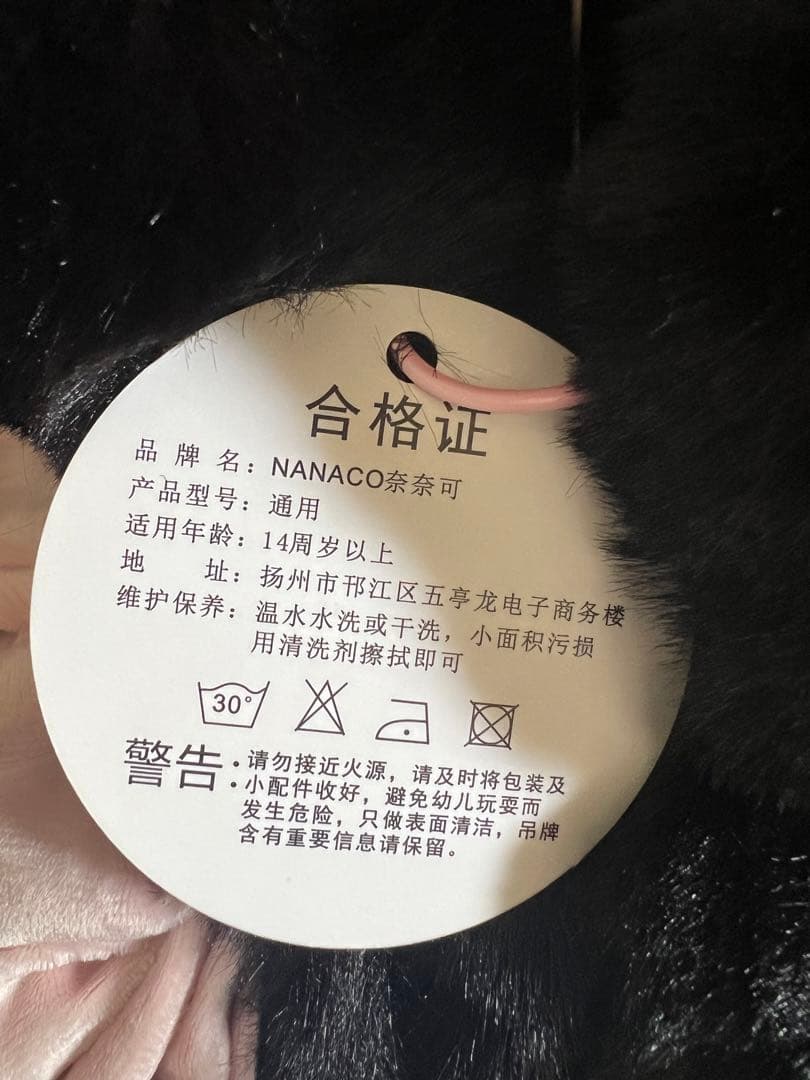 合格证
品牌名：NANACO奈奈可
产品型号：通用
适用年龄：14周岁以上
地址：扬州市邗江区五亭龙电子商务楼
维护保养：温水水洗或干洗，小面积污损
用清洗剂擦拭即可
30°
警告：请勿接近火源，请及时将包装及
小配件收好，避免幼儿玩耍而
发生危险，只做表面清洁，吊牌
含有重要信息请保留。